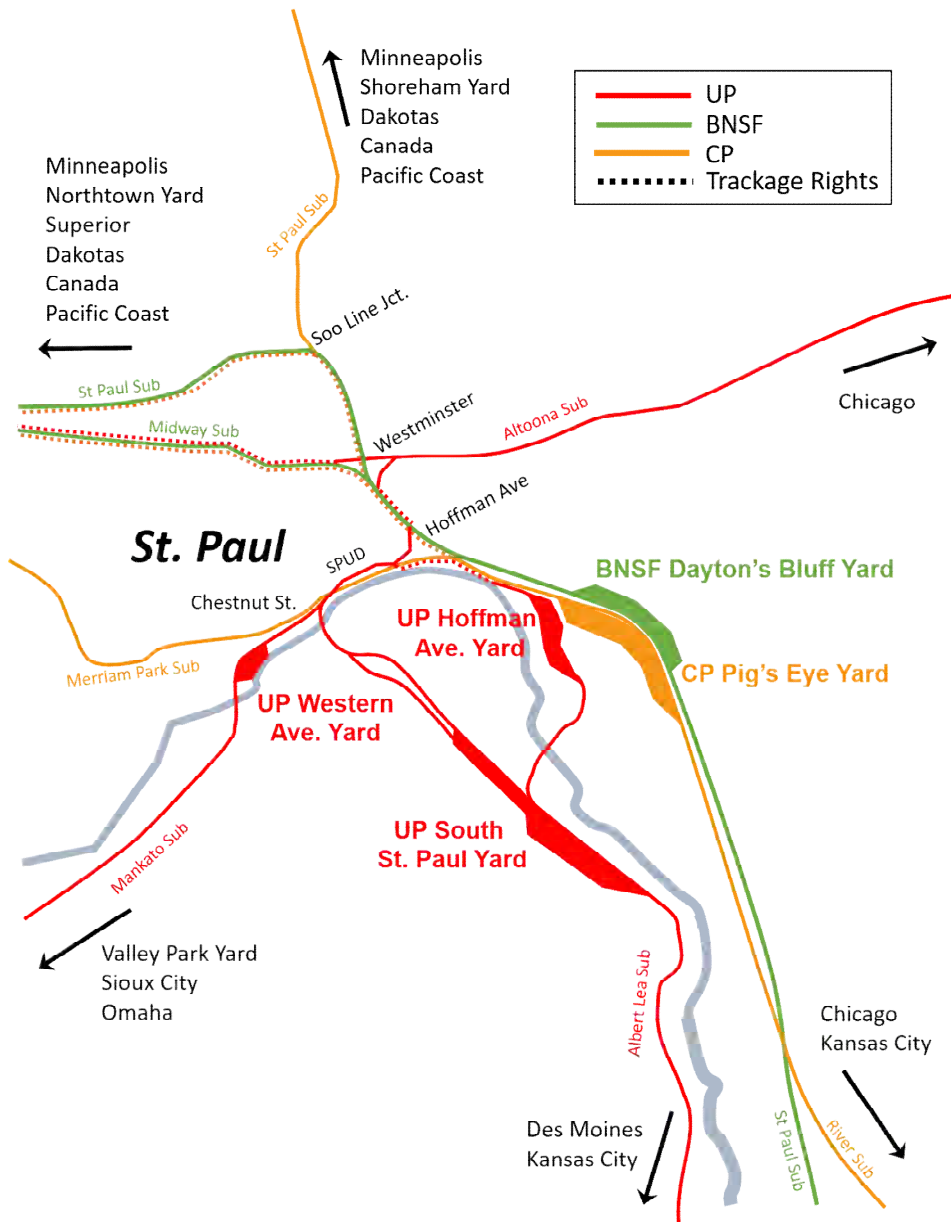 Minneapolis
Shoreham Yard
Dakotas
Canada
Pacific Coast
UP
BNSF
CP
Trackage Rights
Minneapolis
Northtown Yard
Superior
Dakotas
Canada
Pacific Coast
St Paul Sub
Soo Line Jct.
Chicago
St Paul Sub
Midway Sub
Westminster
Altoona Sub
Hoffman Ave
St. Paul
SPUD
BNSF Dayton's Bluff Yard
Chestnut St.
UP Hoffman
Ave. Yard
CP Pig's Eye Yard
Merriam Park Sub
UP Western
Ave. Yard
UP South
St. Paul Yard
Mankato Sub
Valley Park Yard
Sioux City
Omaha
Albert Lea Sub
Chicago
Kansas City
Des Moines
Kansas City
St Paul Sub
River Sub